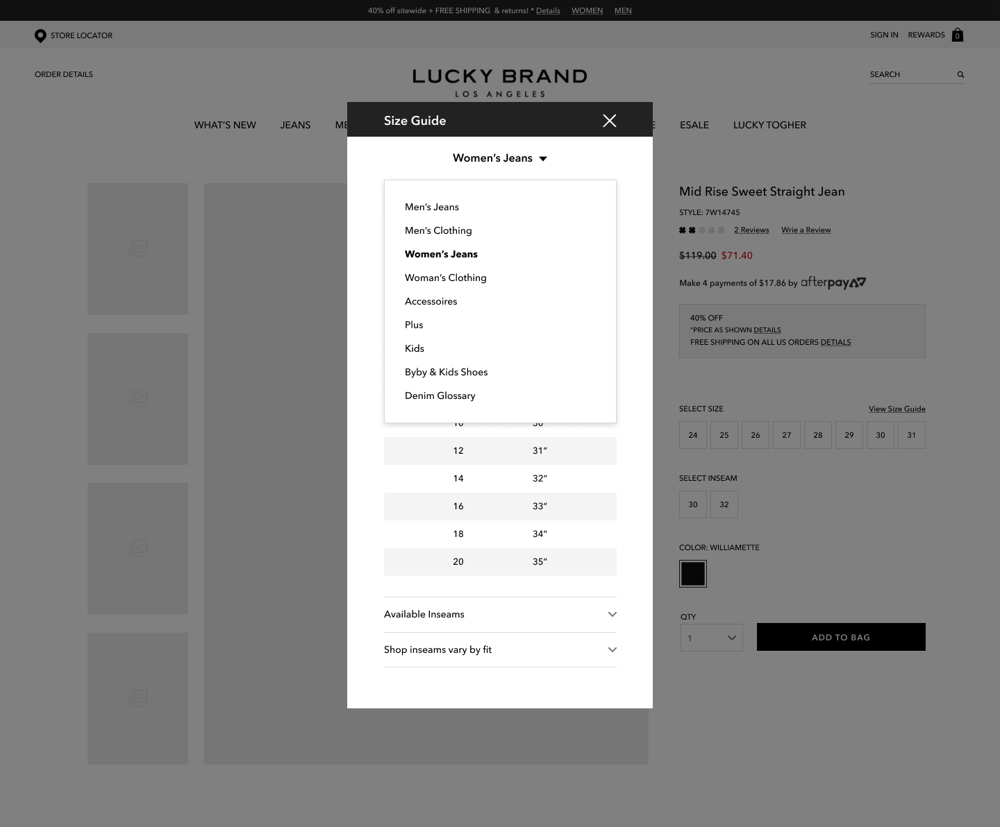 40% off sitewide + FREE SHIPPING & returns! * Details WOMEN MEN
STORE LOCATOR
SIGN IN REWARDS 0
ORDER DETAILS
LUCKY BRAND
LOS ANGELES
SEARCH
WHAT'S NEW JEANS ESALE LUCKY TOGHER
Size Guide
Women's Jeans
Men's Jeans
Men's Clothing
Women's Jeans
Woman's Clothing
Accessoires
Plus
Kids
Byby & Kids Shoes
Denim Glossary
12 31"
14 32"
16 33"
18 34"
20 35"
Available Inseams
Shop inseams vary by fit
Mid Rise Sweet Straight Jean
STYLE: 7W14745
2 Reviews Wrie a Review
$119.00 $71.40
Make 4 payments of $17.86 by afterpay
40% OFF
"PRICE AS SHOWN DETAILS
FREE SHIPPING ON ALL US ORDERS DETIALS
SELECT SIZE View Size Guide
24 25 26 27 28 29 30 31
SELECT INSEAM
30 32
COLOR: WILLIAMETTE
QTY
1 ADD TO BAG